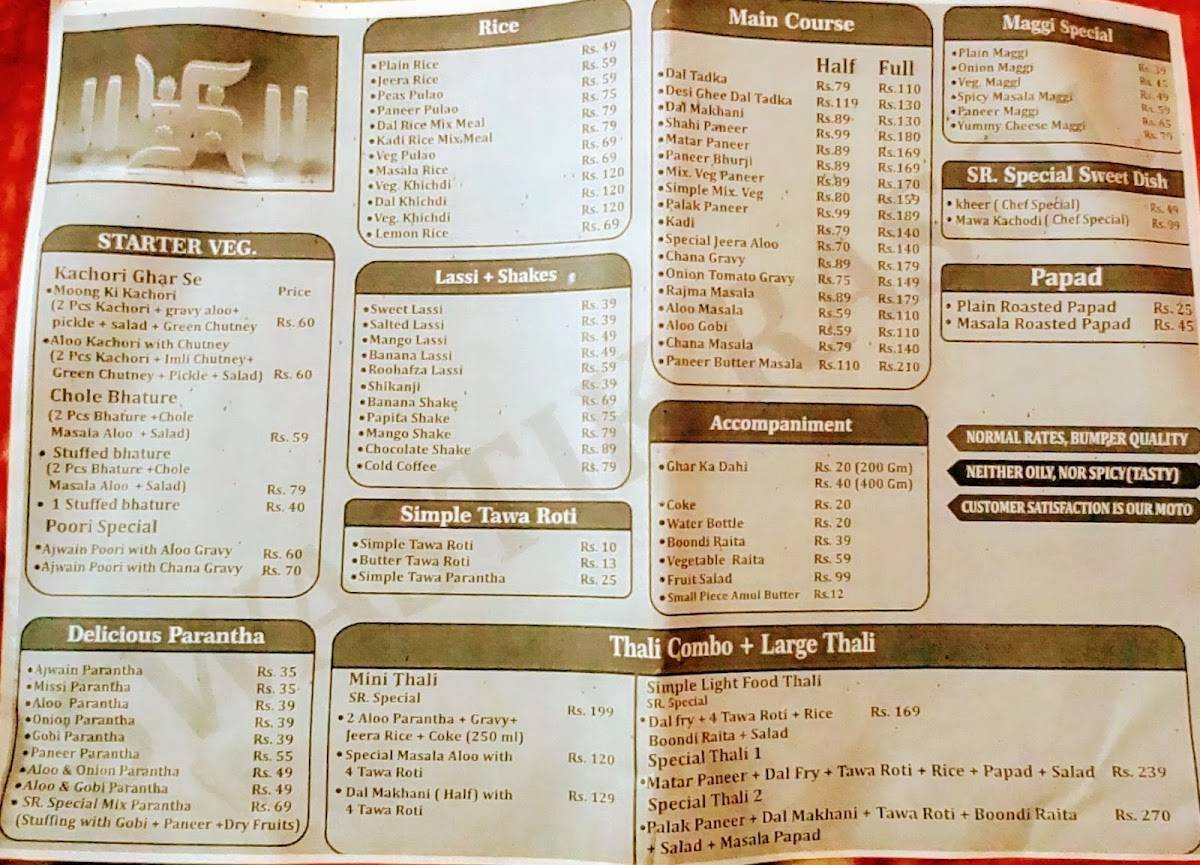 Rice
•Plain Rice Rs. 49
•Jeera Rice Rs. 59
•Peas Pulao Rs. 59
•Paneer Pulao Rs. 75
•Dal Rice Mix Meal Rs. 79
•Kadi Rice Mix Meal Rs. 79
•Veg Pulao Rs. 69
•Masala Rice Rs. 69
•Veg. Khichdi Rs. 120
•Dal Khichdi Rs. 120
•Veg. Khichdi Rs. 120
•Lemon Rice Rs. 69
STARTER VEG.
Kachori Ghar Se
•Moong Ki Kachori Price
(2 Pcs Kachori + gravy aloo+
pickle + salad + Green Chutney Rs. 60
•Aloo Kachori with Chutney
(2 Pcs Kachori + Imli Chutney+
Green Chutney + Pickle + Salad) Rs. 60
Chole Bhature
(2 Pcs Bhature +Chole
Masala Aloo + Salad) Rs. 59
• Stuffed bhature
(2 Pcs Bhature +Chole
Masala Aloo + Salad) Rs. 79
• 1 Stuffed bhature Rs. 40
Poori Special
•Ajwain Poori with Aloo Gravy Rs. 60
•Ajwain Poori with Chana Gravy Rs. 70
Lassi + Shakes
•Sweet Lassi Rs. 39
•Salted Lassi Rs. 39
•Mango Lassi Rs. 49
•Banana Lassi Rs. 49
•Roohafza Lassi Rs. 59
•Shikanji Rs. 39
•Banana Shake Rs. 69
•Papita Shake Rs. 75
•Mango Shake Rs. 79
•Chocolate Shake Rs. 89
•Cold Coffee Rs. 79
Simple Tawa Roti
•Simple Tawa Roti Rs. 10
•Butter Tawa Roti Rs. 13
•Simple Tawa Parantha Rs. 25
Main Course
Half Full
•Dal Tadka Rs.79 Rs.110
•Desi Ghee Dal Tadka Rs.119 Rs.130
•Dal Makhani Rs.89 Rs.130
•Shahi Paneer Rs.99 Rs.180
•Matar Paneer Rs.89 Rs.169
•Paneer Bhurji Rs.89 Rs.169
•Mix. Veg Paneer Rs.89 Rs.170
•Simple Mix. Veg Rs.80 Rs.159
•Palak Paneer Rs.99 Rs.189
•Kadi Rs.79 Rs.140
•Special Jeera Aloo Rs.70 Rs.140
•Chana Gravy Rs.89 Rs.179
•Onion Tomato Gravy Rs.75 Rs.149
•Rajma Masala Rs.89 Rs.179
•Aloo Masala Rs.59 Rs.110
•Aloo Gobi Rs.59 Rs.110
•Chana Masala Rs.79 Rs.140
•Paneer Butter Masala Rs.110 Rs.210
Accompaniment
•Ghar Ka Dahi Rs. 20 (200 Gm)
Rs. 40 (400 Gm)
•Coke Rs. 20
•Water Bottle Rs. 20
•Boondi Raita Rs. 39
•Vegetable Raita Rs. 59
•Fruit Salad Rs. 99
•Small Piece Amul Butter Rs.12
Maggi Special
•Plain Maggi Rs. 39
•Onion Maggi Rs. 45
•Veg. Maggi Rs. 49
•Spicy Masala Maggi Rs. 59
•Paneer Maggi Rs. 65
•Yummy Cheese Maggi Rs. 79
SR. Special Sweet Dish
• kheer ( Chef Special) Rs. 49
• Mawa Kachodi ( Chef Special) Rs. 99
Papad
• Plain Roasted Papad Rs. 25
• Masala Roasted Papad Rs. 45
NORMAL RATES, BUMPER QUALITY
NEITHER OILY, NOR SPICY(TASTY)
CUSTOMER SATISFACTION IS OUR MOTO
Delicious Parantha
•Ajwain Parantha Rs. 35
•Missi Parantha Rs. 35
•Aloo Parantha Rs. 39
•Onion Parantha Rs. 39
•Gobi Parantha Rs. 39
•Paneer Parantha Rs. 55
•Aloo & Onion Parantha Rs. 49
•Aloo & Gobi Parantha Rs. 49
• SR. Special Mix Parantha Rs. 69
(Stuffing with Gobi + Paneer +Dry Fruits)
Thali Combo + Large Thali
Mini Thali
SR. Special
• 2 Aloo Parantha + Gravy+ Rs. 199
Jeera Rice + Coke (250 ml)
•Special Masala Aloo with Rs. 120
4 Tawa Roti
• Dal Makhani ( Half) with Rs. 129
4 Tawa Roti
Simple Light Food Thali
SR. Special
•Dal fry + 4 Tawa Roti + Rice Rs. 169
Boondi Raita + Salad
Special Thali 1
•Matar Paneer + Dal Fry + Tawa Roti + Rice + Papad + Salad Rs. 239
Special Thali 2
•Palak Paneer + Dal Makhani + Tawa Roti + Boondi Raita Rs. 270
+ Salad + Masala Papad